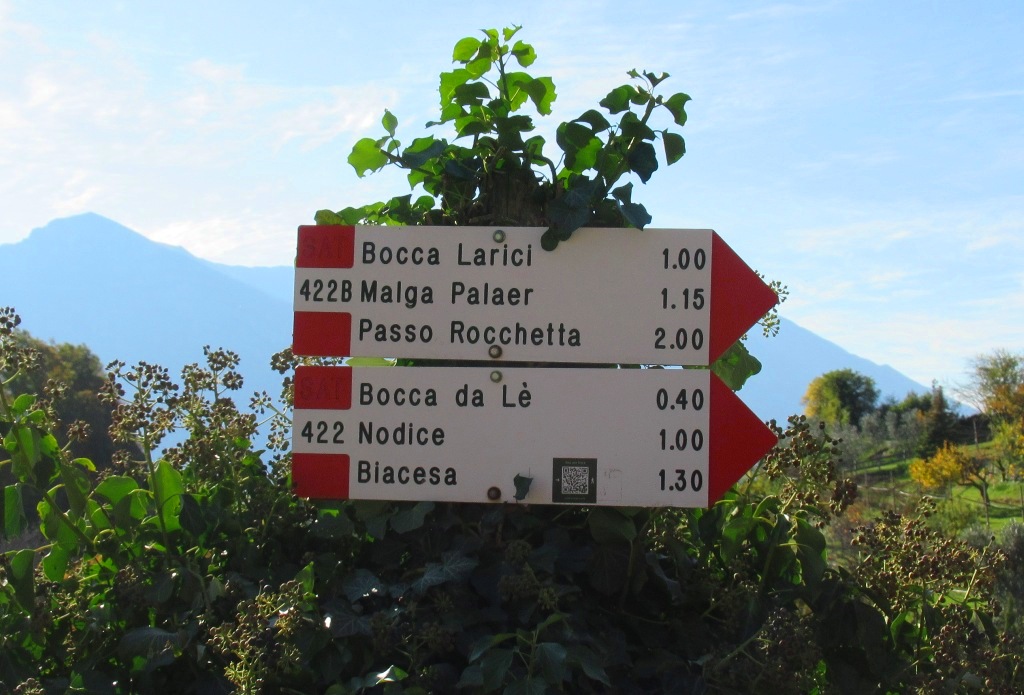 SAT Bocca Larici 1.00
422B Malga Palaer 1.15
Passo Rocchetta 2.00
SAT Bocca da Lè 0.40
422 Nodice 1.00
Biacesa 1.30